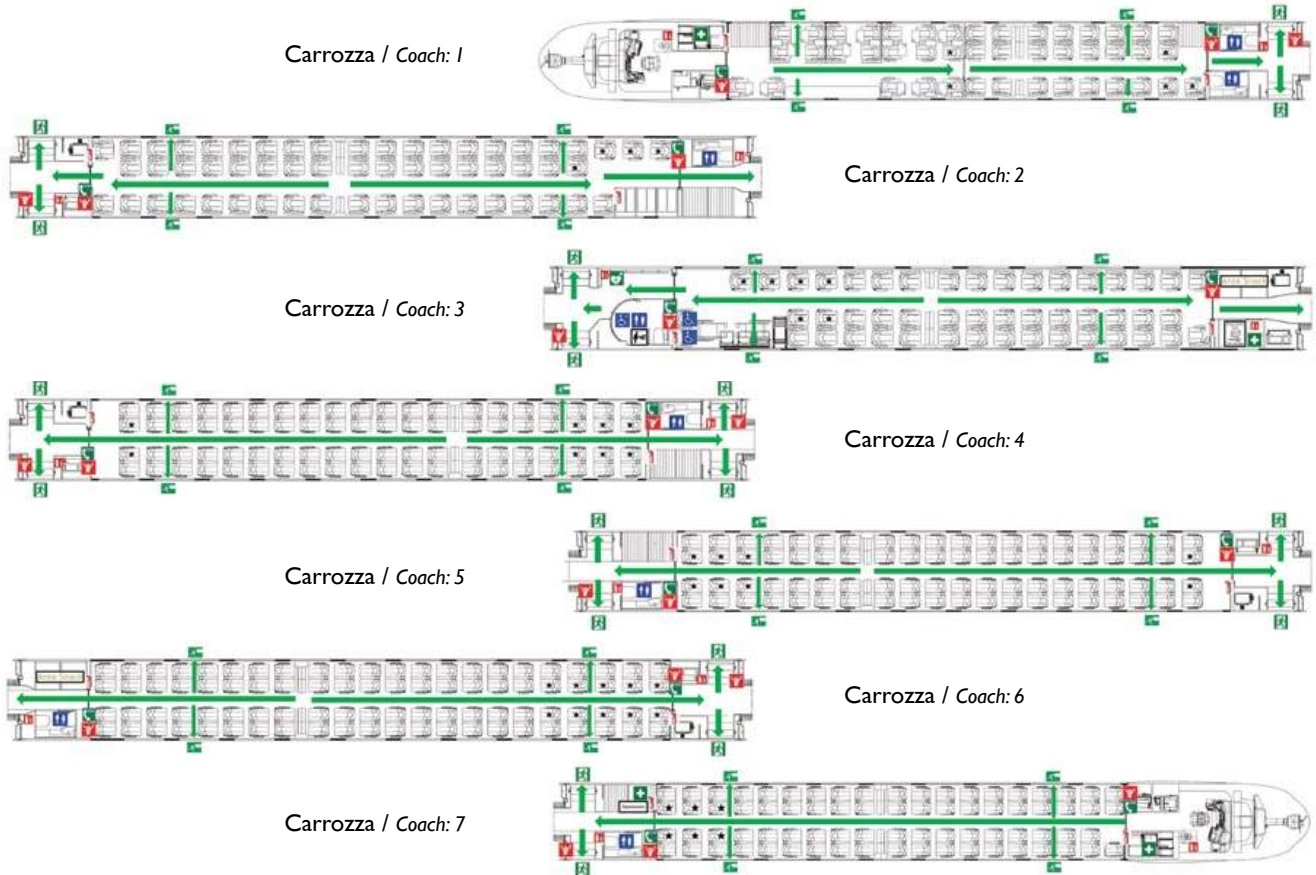 Carrozza / Coach: 1
Carrozza / Coach: 2
Carrozza / Coach: 3
Carrozza / Coach: 4
Carrozza / Coach: 5
Carrozza / Coach: 6
Carrozza / Coach: 7